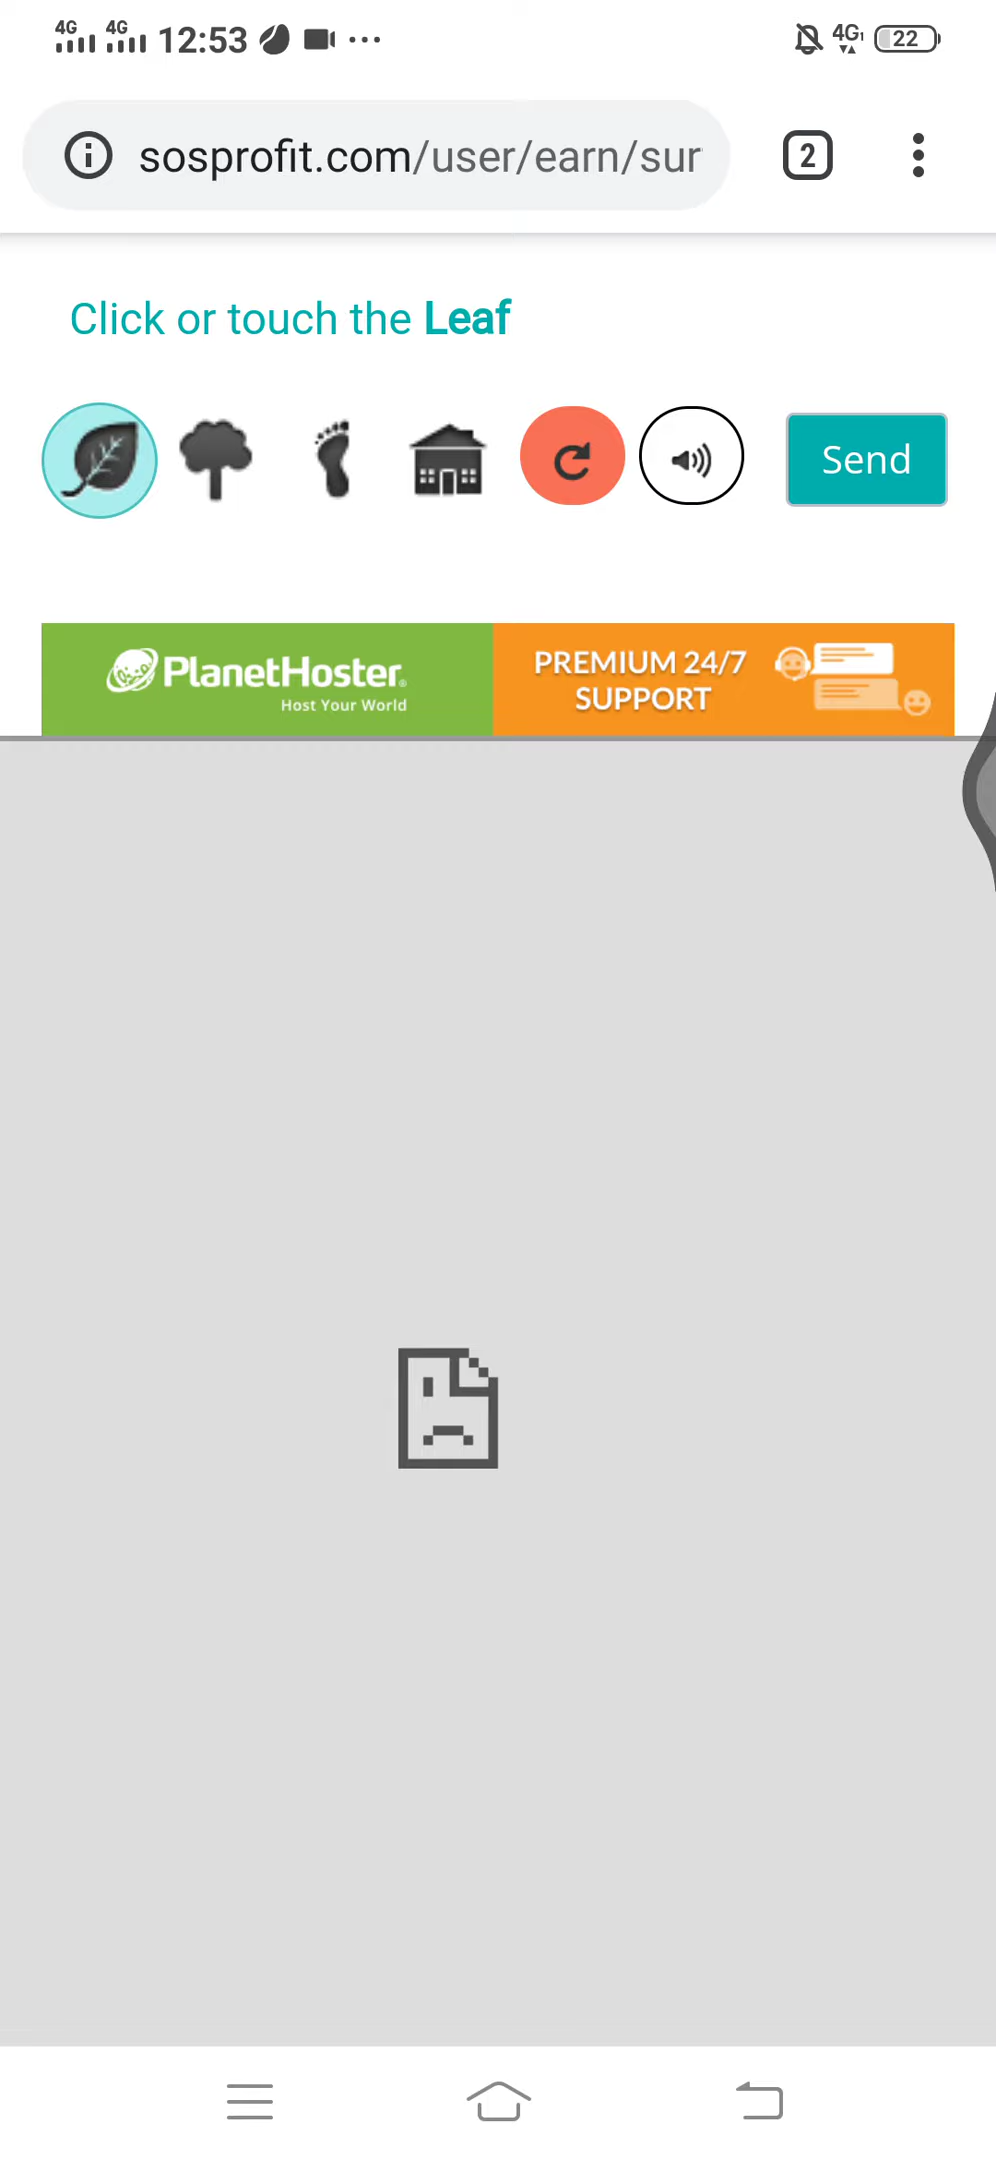 4G 4G 12:53 4G 22
sosprofit.com/user/earn/sur
2
Click or touch the Leaf
Send
PlanetHoster
Host Your World
PREMIUM 24/7
SUPPORT